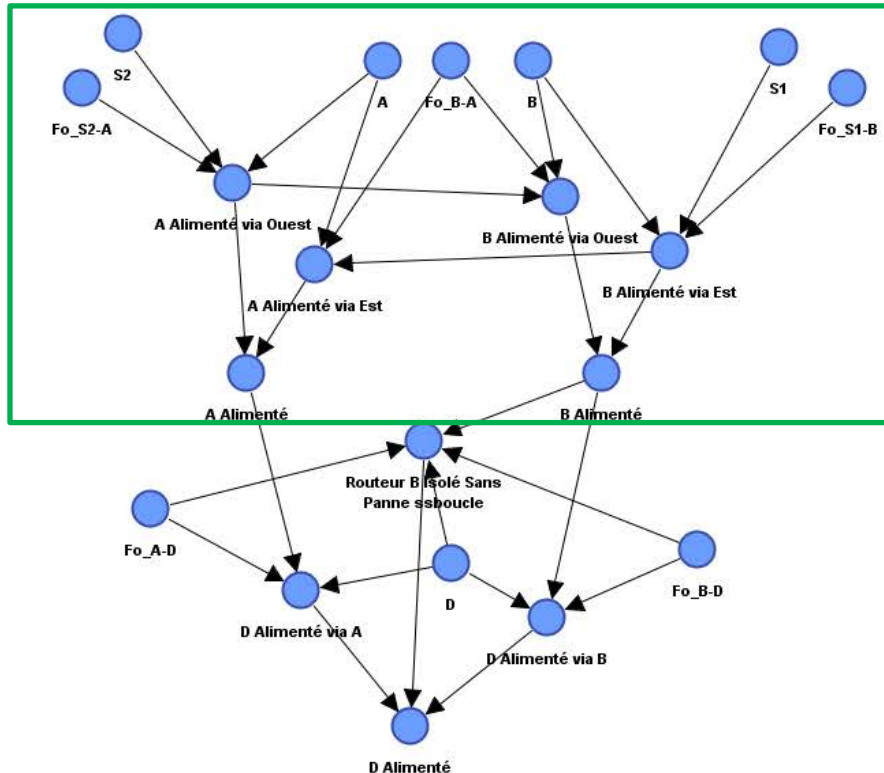 S2
A
Fo_B-A
B
S1
Fo_S2-A
Fo_S1-B
A Alimenté via Ouest
B Alimenté via Ouest
A Alimenté via Est
B Alimenté via Est
A Alimenté
B Alimenté
Routeur B Isolé Sans
Panne ssboucle
Fo_A-D
D
Fo_B-D
D Alimenté via A
D Alimenté via B
D Alimenté